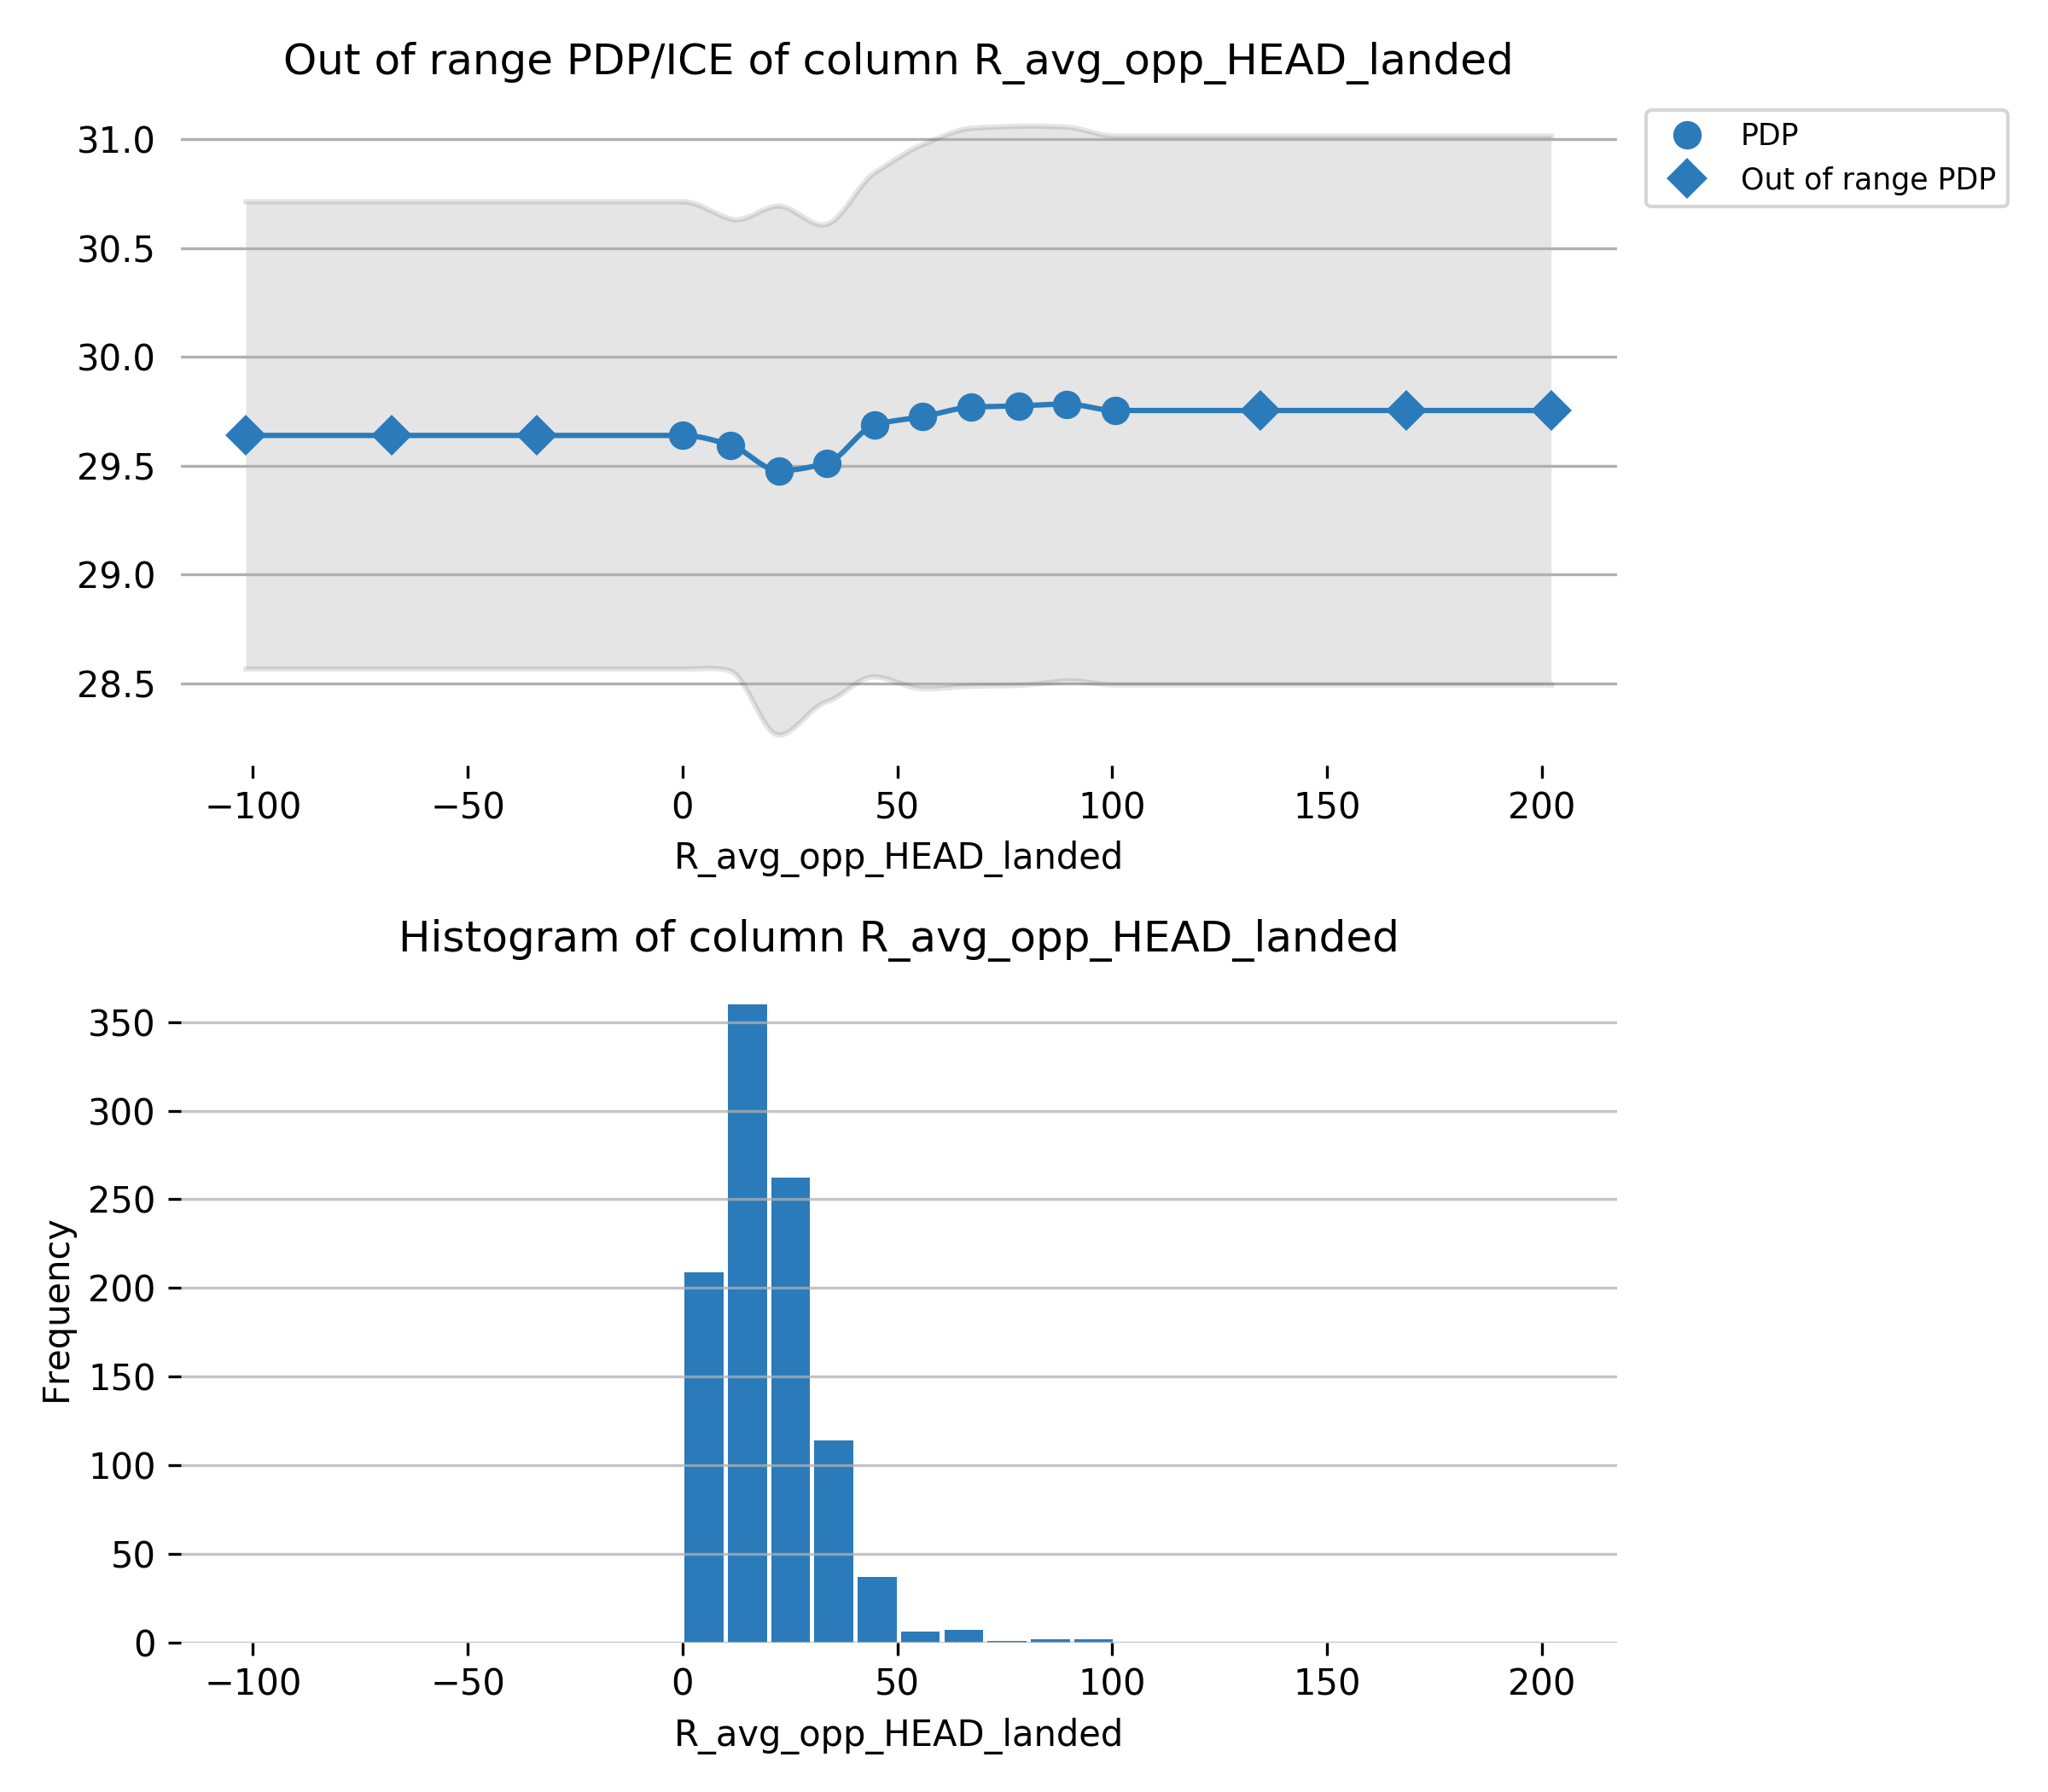 Out of range PDP/ICE of column R_avg_opp_HEAD_landed
PDP
Out of range PDP
31.0
30.5
30.0
29.5
29.0
28.5
−100 −50 0 50 100 150 200
R_avg_opp_HEAD_landed
Histogram of column R_avg_opp_HEAD_landed
Frequency
350
300
250
200
150
100
50
0
−100 −50 0 50 100 150 200
R_avg_opp_HEAD_landed